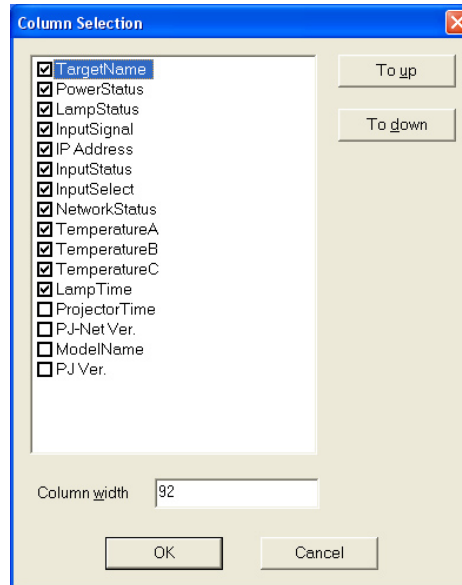 Column Selection
TargetName
To up
PowerStatus
LampStatus
InputSignal
To down
IP Address
InputStatus
InputSelect
NetworkStatus
TemperatureA
TemperatureB
TemperatureC
LampTime
ProjectorTime
PJ-Net Ver.
ModelName
PJ Ver.
Column width 92
OK Cancel